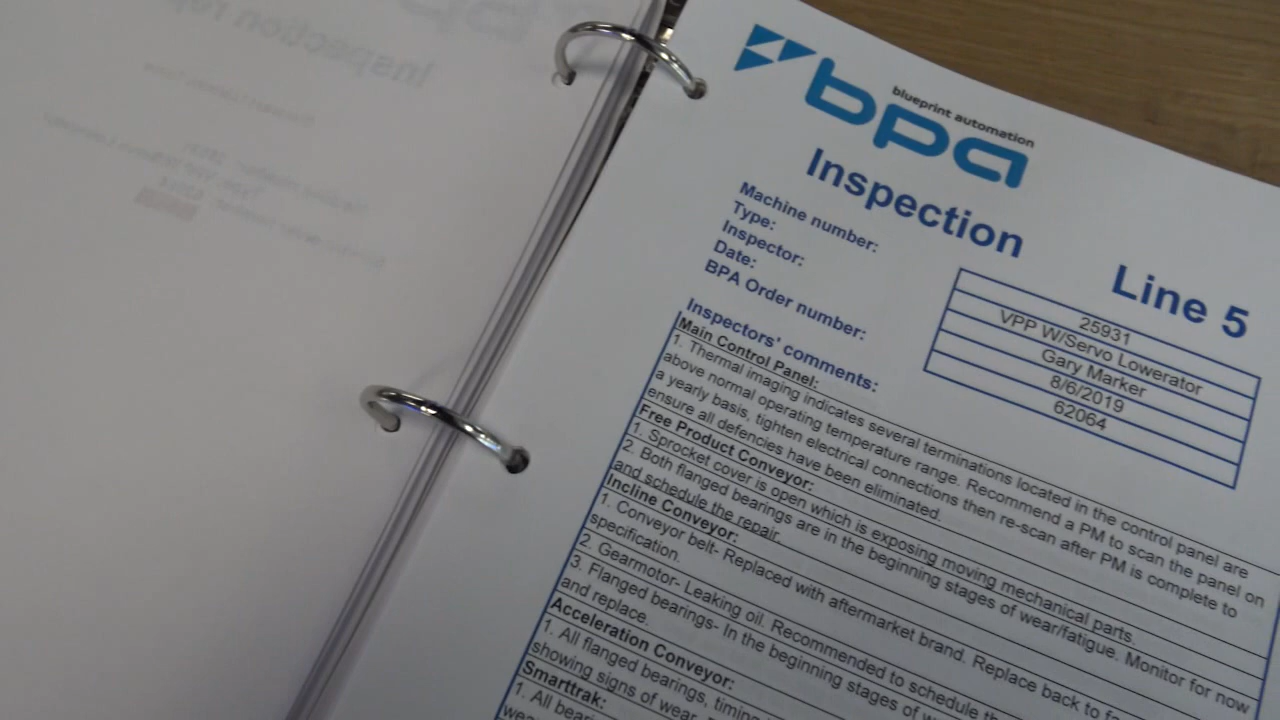 blueprint automation
bpa
Inspection
Line 5
Machine number:
25931
Type:
VPP W/Servo Lowerator
Inspector:
Gary Marker
Date:
8/6/2019
BPA Order number:
62064
Inspectors' comments:
Main Control Panel:
1. Thermal imaging indicates several terminations located in the control panel are
above normal operating temperature range. Recommend a PM to scan the panel on
a yearly basis, tighten electrical connections then re-scan after PM is complete to
ensure all defencies have been eliminated.
Free Product Conveyor:
1. Sprocket cover is open which is exposing moving mechanical parts.
2. Both flanged bearings are in the beginning stages of wear/fatigue. Monitor for now
and schedule the repair.
Incline Conveyor:
1. Conveyor belt- Replaced with aftermarket brand. Replace back to
specification.
2. Gearmotor- Leaking oil. Recommended to schedule
3. Flanged bearings- In the beginning stages of
and replace.
Acceleration Conveyor:
1. All flanged bearings, timing
showing signs of wear,
Smarttrak:
1. All